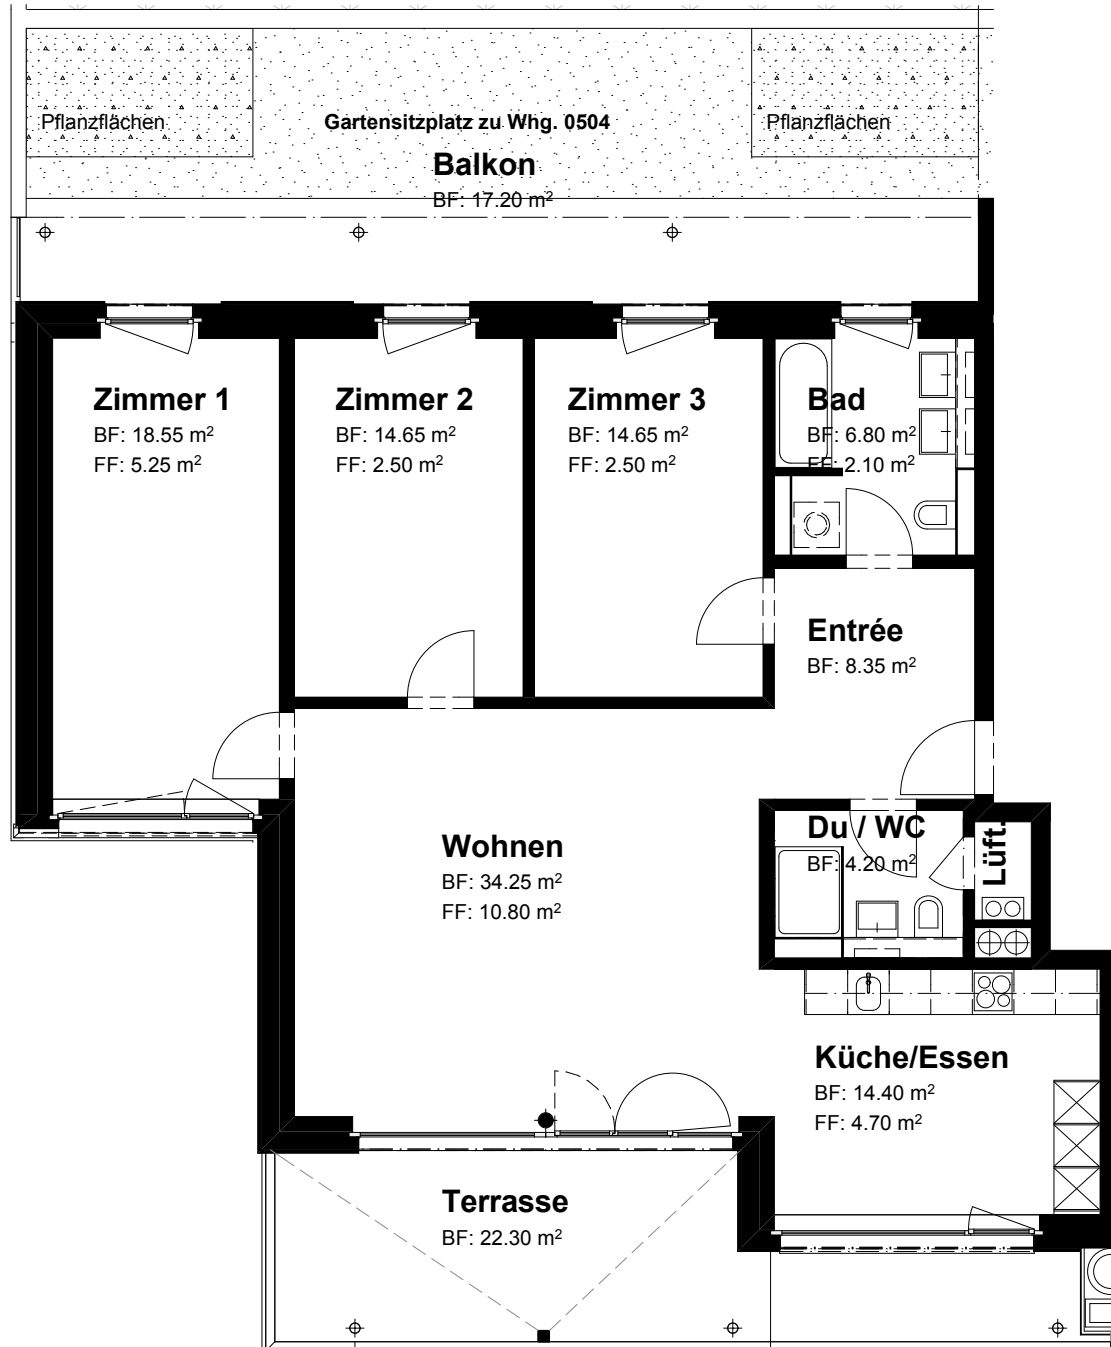 Pflanzflächen
Gartensitzplatz zu Whg. 0504
Pflanzflächen
Balkon
BF: 17.20 m²
Zimmer 1
BF: 18.55 m²
FF: 5.25 m²
Zimmer 2
BF: 14.65 m²
FF: 2.50 m²
Zimmer 3
BF: 14.65 m²
FF: 2.50 m²
Bad
BF: 6.80 m²
FF: 2.10 m²
Entrée
BF: 8.35 m²
Wohnen
BF: 34.25 m²
FF: 10.80 m²
Du / WC
BF: 4.20 m²
Lüft.
Küche/Essen
BF: 14.40 m²
FF: 4.70 m²
Terrasse
BF: 22.30 m²